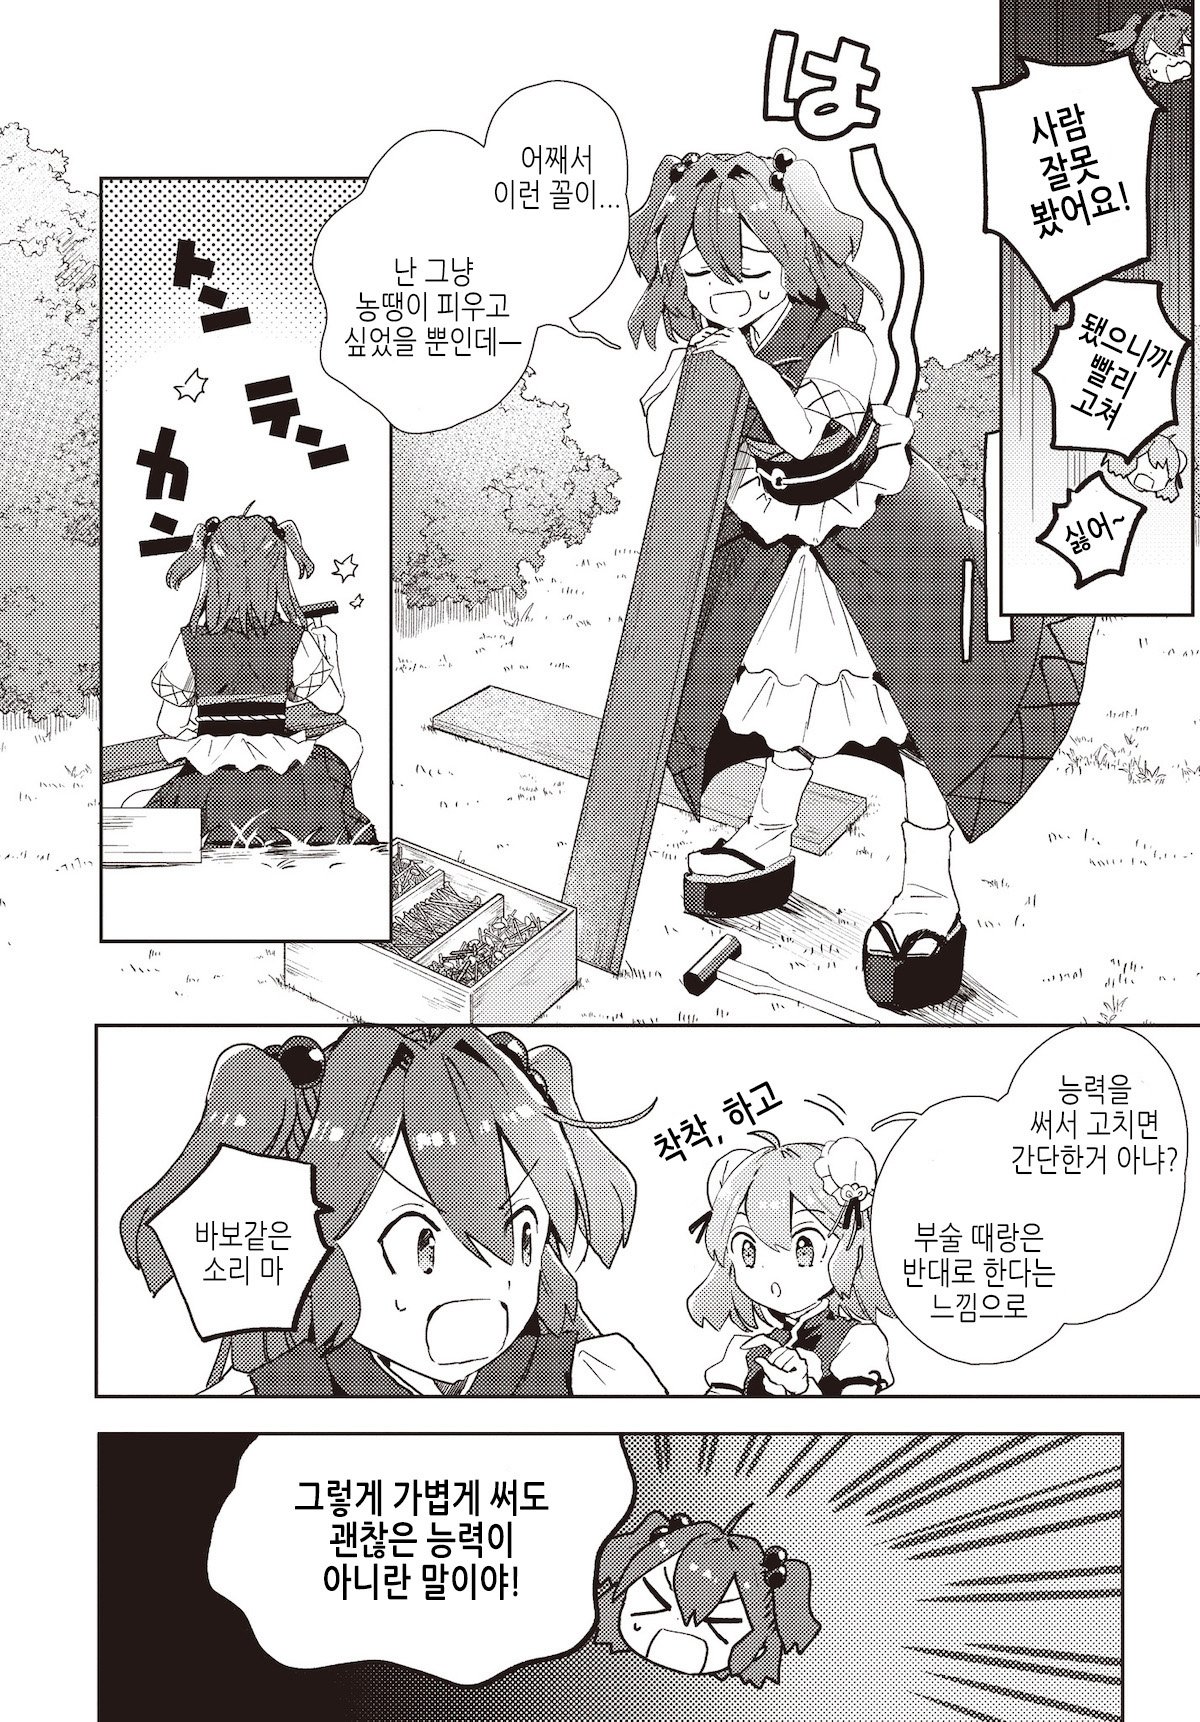 사람
잘못
봤어요!
됐으니까
빨리
고쳐
싫어~
は
어째서
이런 꼴이...
난 그냥
농땡이 피우고
싶었을 뿐인데ㅡ
トン
テン
カン
능력을
써서 고치면
간단한거 아냐?
부술 때랑은
반대로 한다는
느낌으로
착착, 하고
바보같은
소리 마
그렇게 가볍게 써도
괜찮은 능력이
아니란 말이야!